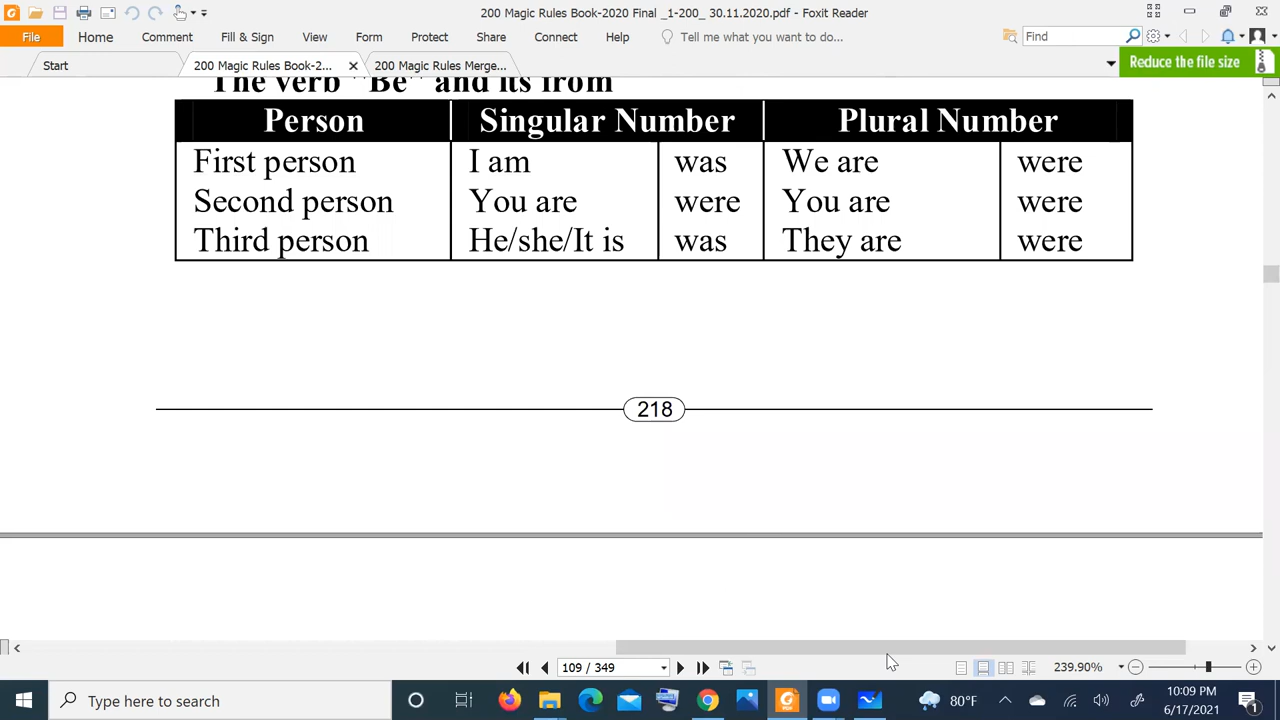 200 Magic Rules Book-2020 Final _1-200_ 30.11.2020.pdf - Foxit Reader
File Home Comment Fill & Sign View Form Protect Share Connect Help Tell me what you want to do... Find
Start 200 Magic Rules Book-2... 200 Magic Rules Merge... Reduce the file size
The verb "Be" and its from
Person Singular Number Plural Number
First person I am was We are were
Second person You are were You are were
Third person He/she/It is was They are were
218
109 / 349 239.90%
Type here to search 80°F 10:09 PM
6/17/2021